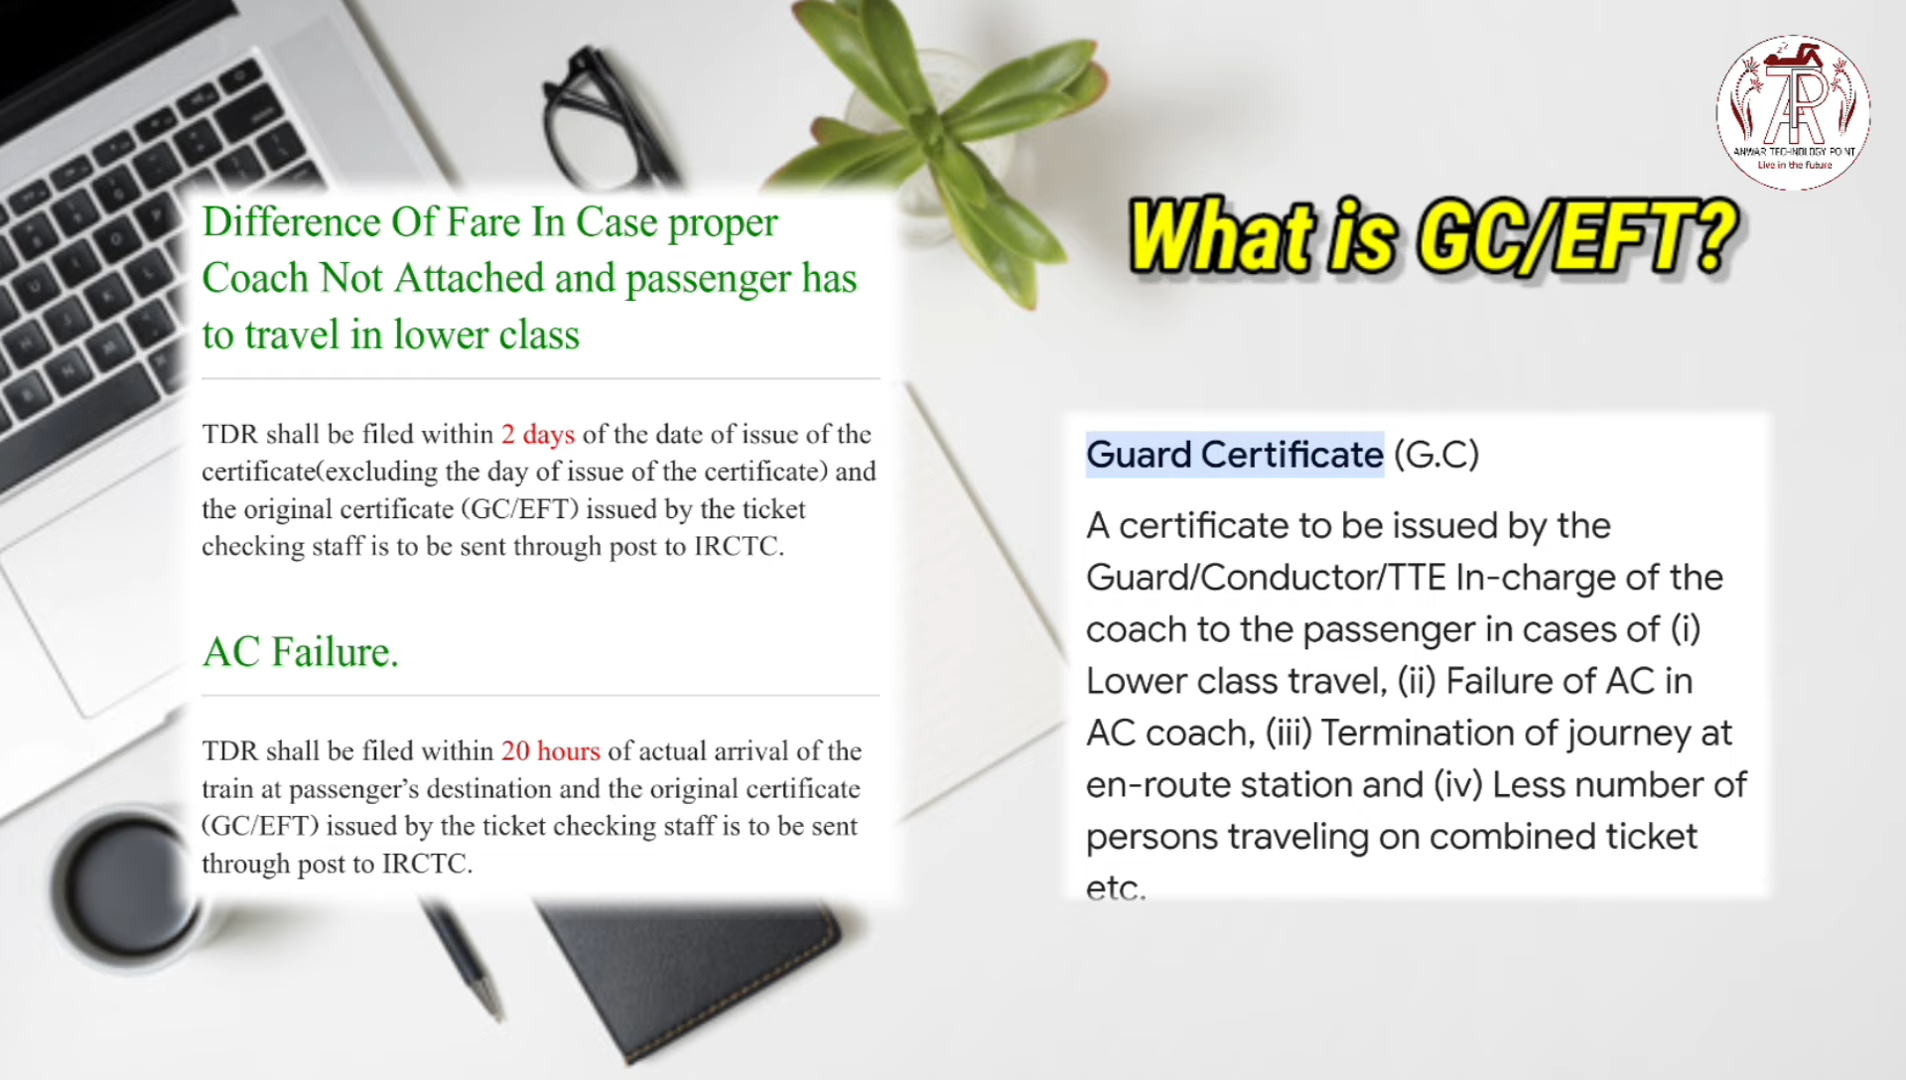 ANWAR TECHNOLOGY POINT
Live in the Future
What is GC/EFT?
Difference Of Fare In Case proper
Coach Not Attached and passenger has
to travel in lower class
TDR shall be filed within 2 days of the date of issue of the
certificate(excluding the day of issue of the certificate) and
the original certificate (GC/EFT) issued by the ticket
checking staff is to be sent through post to IRCTC.
AC Failure.
TDR shall be filed within 20 hours of actual arrival of the
train at passenger’s destination and the original certificate
(GC/EFT) issued by the ticket checking staff is to be sent
through post to IRCTC.
Guard Certificate (G.C)
A certificate to be issued by the
Guard/Conductor/TTE In-charge of the
coach to the passenger in cases of (i)
Lower class travel, (ii) Failure of AC in
AC coach, (iii) Termination of journey at
en-route station and (iv) Less number of
persons traveling on combined ticket
etc.